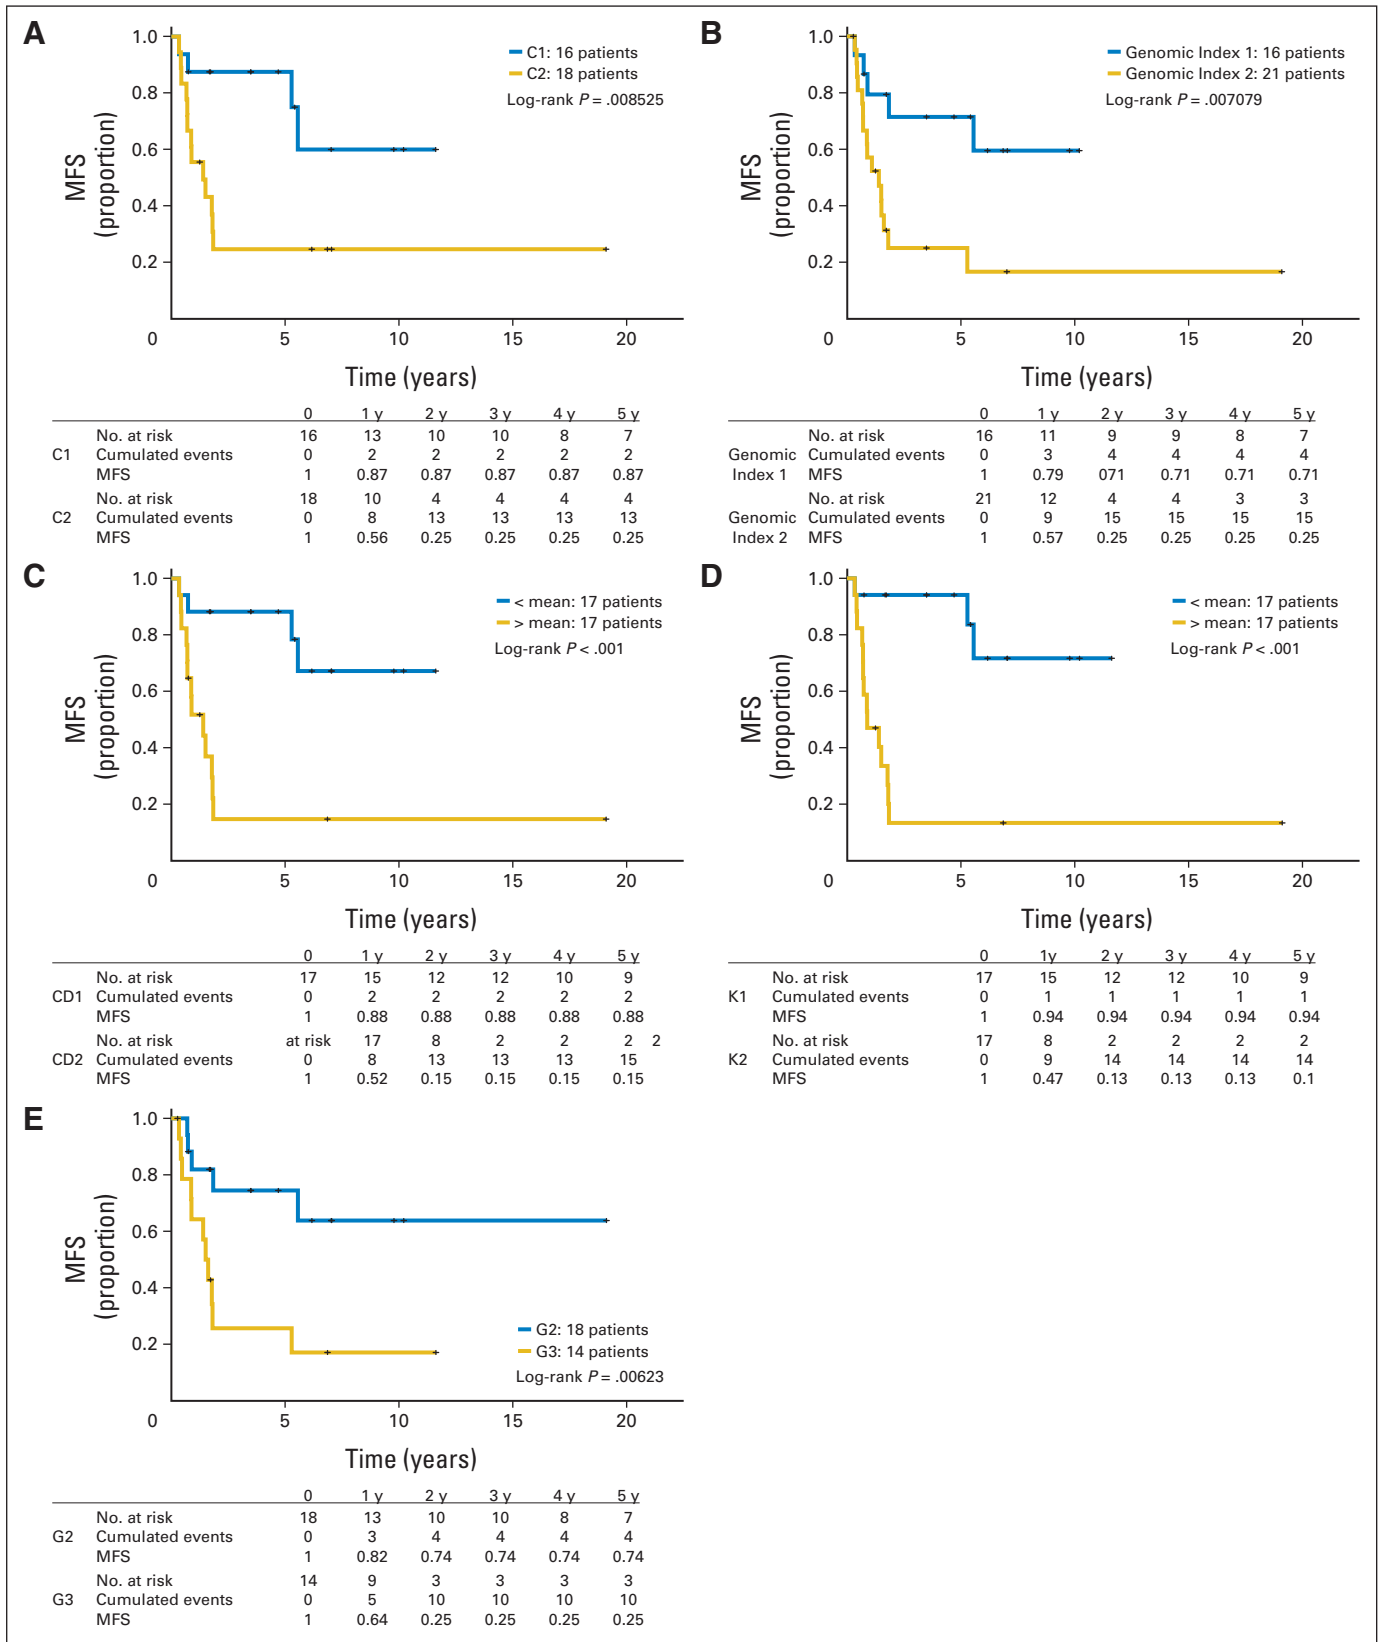 A
1.0
0.8
0.6
0.4
0.2
0
5
10
15
20
MFS
(proportion)
Time (years)
C1: 16 patients
C2: 18 patients
Log-rank P = .008525
0 1 y 2 y 3 y 4 y 5 y
No. at risk 16 13 10 10 8 7
C1 Cumulated events 0 2 2 2 2 2
MFS 1 0.87 0.87 0.87 0.87 0.87
No. at risk 18 10 4 4 4 4
C2 Cumulated events 0 8 13 13 13 13
MFS 1 0.56 0.25 0.25 0.25 0.25
B
1.0
0.8
0.6
0.4
0.2
0
5
10
15
20
MFS
(proportion)
Time (years)
Genomic Index 1: 16 patients
Genomic Index 2: 21 patients
Log-rank P = .007079
0 1 y 2 y 3 y 4 y 5 y
No. at risk 16 11 9 9 8 7
Genomic Cumulated events 0 3 4 4 4 4
Index 1 MFS 1 0.79 071 0.71 0.71 0.71
No. at risk 21 12 4 4 3 3
Genomic Cumulated events 0 9 15 15 15 15
Index 2 MFS 1 0.57 0.25 0.25 0.25 0.25
C
1.0
0.8
0.6
0.4
0.2
0
5
10
15
20
MFS
(proportion)
Time (years)
< mean: 17 patients
> mean: 17 patients
Log-rank P < .001
0 1 y 2 y 3 y 4 y 5 y
No. at risk 17 15 12 12 10 9
CD1 Cumulated events 0 2 2 2 2 2
MFS 1 0.88 0.88 0.88 0.88 0.88
No. at risk at risk 17 8 2 2 2 2
CD2 Cumulated events 0 8 13 13 13 15
MFS 1 0.52 0.15 0.15 0.15 0.15
D
1.0
0.8
0.6
0.4
0.2
0
5
10
15
20
MFS
(proportion)
Time (years)
< mean: 17 patients
> mean: 17 patients
Log-rank P < .001
0 1y 2 y 3 y 4 y 5 y
No. at risk 17 15 12 12 10 9
K1 Cumulated events 0 1 1 1 1 1
MFS 1 0.94 0.94 0.94 0.94 0.94
No. at risk 17 8 2 2 2 2
K2 Cumulated events 0 9 14 14 14 14
MFS 1 0.47 0.13 0.13 0.13 0.1
E
1.0
0.8
0.6
0.4
0.2
0
5
10
15
20
MFS
(proportion)
Time (years)
G2: 18 patients
G3: 14 patients
Log-rank P = .00623
0 1 y 2 y 3 y 4 y 5 y
No. at risk 18 13 10 10 8 7
G2 Cumulated events 0 3 4 4 4 4
MFS 1 0.82 0.74 0.74 0.74 0.74
No. at risk 14 9 3 3 3 3
G3 Cumulated events 0 5 10 10 10 10
MFS 1 0.64 0.25 0.25 0.25 0.25